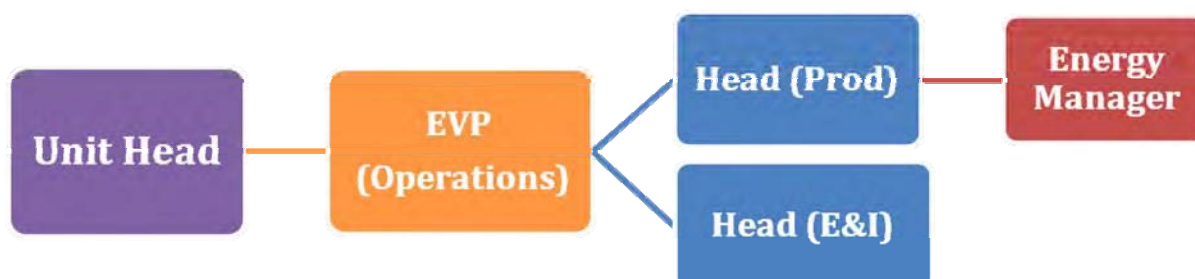 Unit Head
EVP
(Operations)
Head (Prod)
Head (E&I)
Energy
Manager